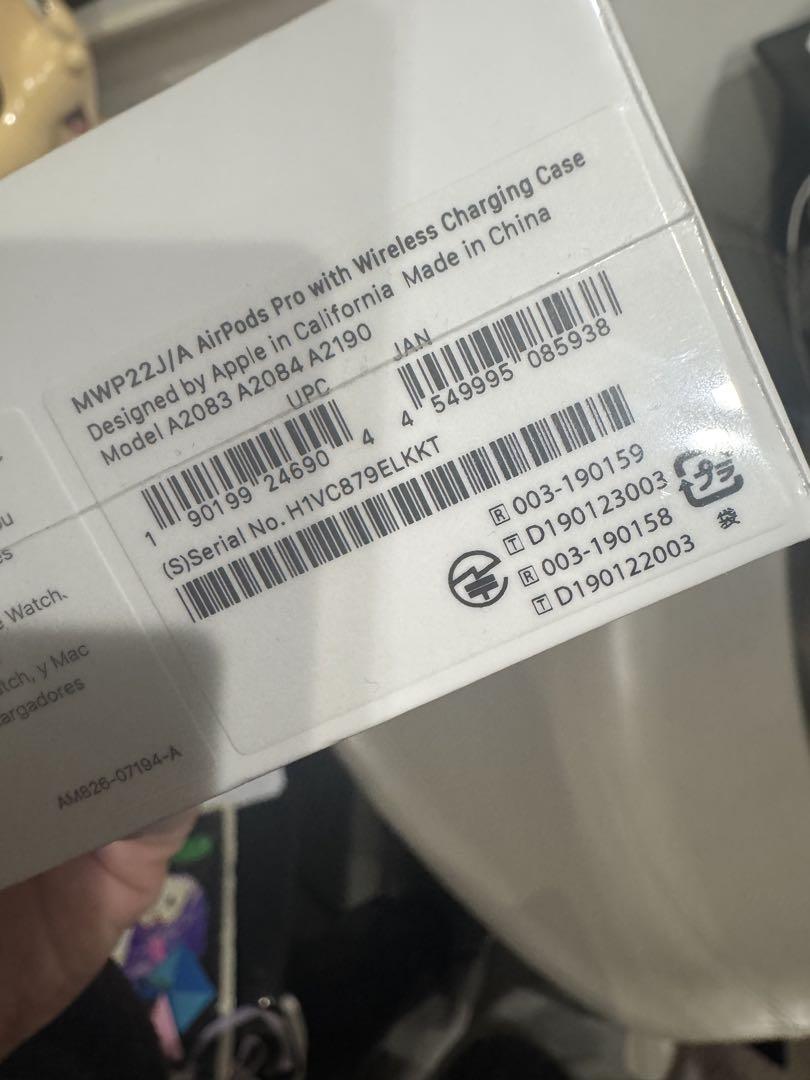 MWP22J/A AirPods Pro with Wireless Charging Case
Designed by Apple in California Made in China
Model A2083 A2084 A2190
UPC
1 90199 24690 4
JAN
4 549995 085938
(S)Serial No. H1VC879ELKKT
R 003-190159
T D190123003
R 003-190158
T D190122003
プラ
袋
Watch、
, y Mac
AM826-07194-A